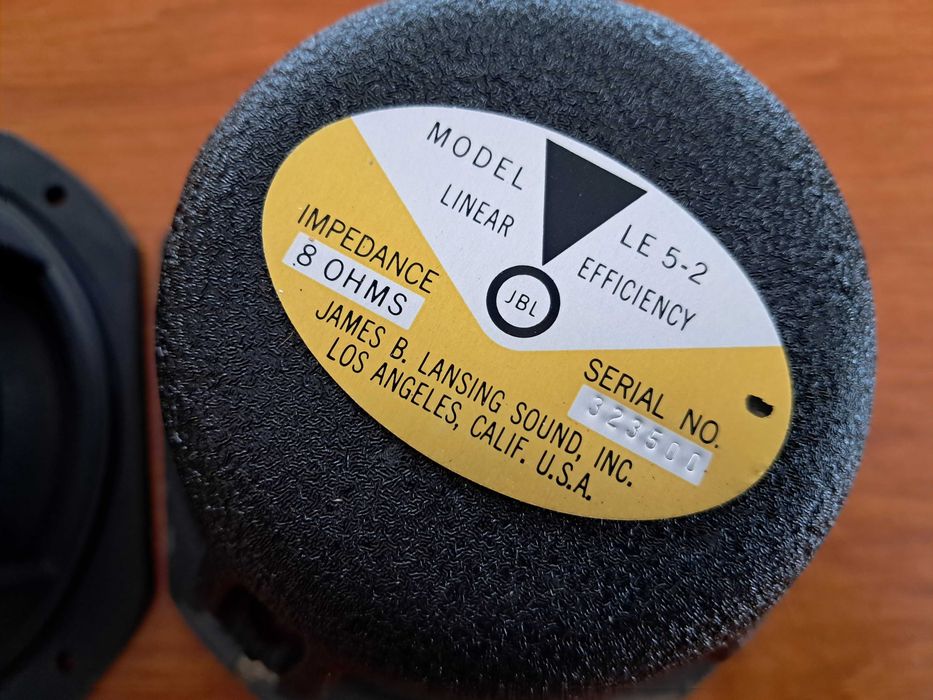 MODEL LE 5-2
LINEAR EFFICIENCY
JBL
IMPEDANCE
8 OHMS
SERIAL NO.
323500
JAMES B. LANSING SOUND, INC.
LOS ANGELES, CALIF. U.S.A.